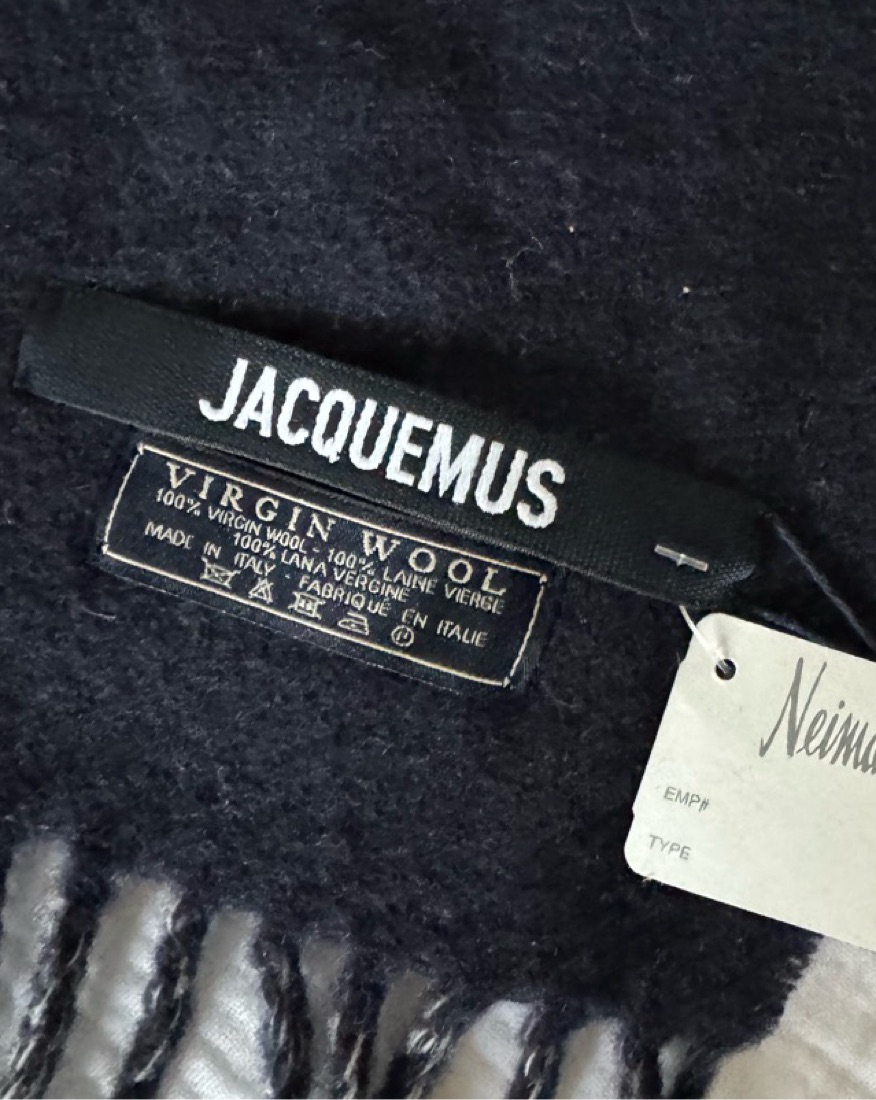 JACQUEMUS
VIRGIN WOOL
100% VIRGIN WOOL - 100% LAINE VIERGE
100% LANA VERGINE
MADE IN ITALY - FABRIQUÉ EN ITALIE
Neima
EMP#
TYPE